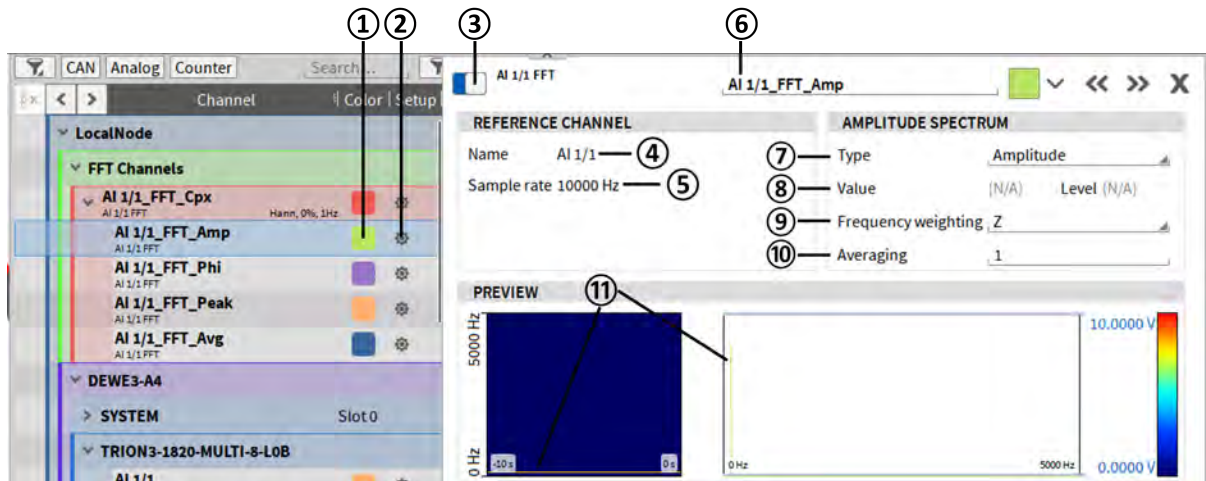 ① ② ③ ⑥
CAN Analog Counter Search...
AI 1/1 FFT AI 1/1_FFT_Amp << >> X
< > Channel Color Setup
LocalNode
FFT Channels
AI 1/1_FFT_Cpx
AI 1/1 FFT Hann, 0%, 1Hz
AI 1/1_FFT_Amp
AI 1/1 FFT
AI 1/1_FFT_Phi
AI 1/1 FFT
AI 1/1_FFT_Peak
AI 1/1 FFT
AI 1/1_FFT_Avg
AI 1/1 FFT
DEWE3-A4
> SYSTEM Slot 0
TRION3-1820-MULTI-8-L0B
AI 1/1
REFERENCE CHANNEL
Name AI 1/1 ④
Sample rate 10000 Hz ⑤
AMPLITUDE SPECTRUM
⑦ Type Amplitude
⑧ Value (N/A) Level (N/A)
⑨ Frequency weighting Z
⑩ Averaging 1
PREVIEW ⑪
5000 Hz
0 Hz
-10 s 0 s
0 Hz 5000 Hz
10.0000 V
0.0000 V